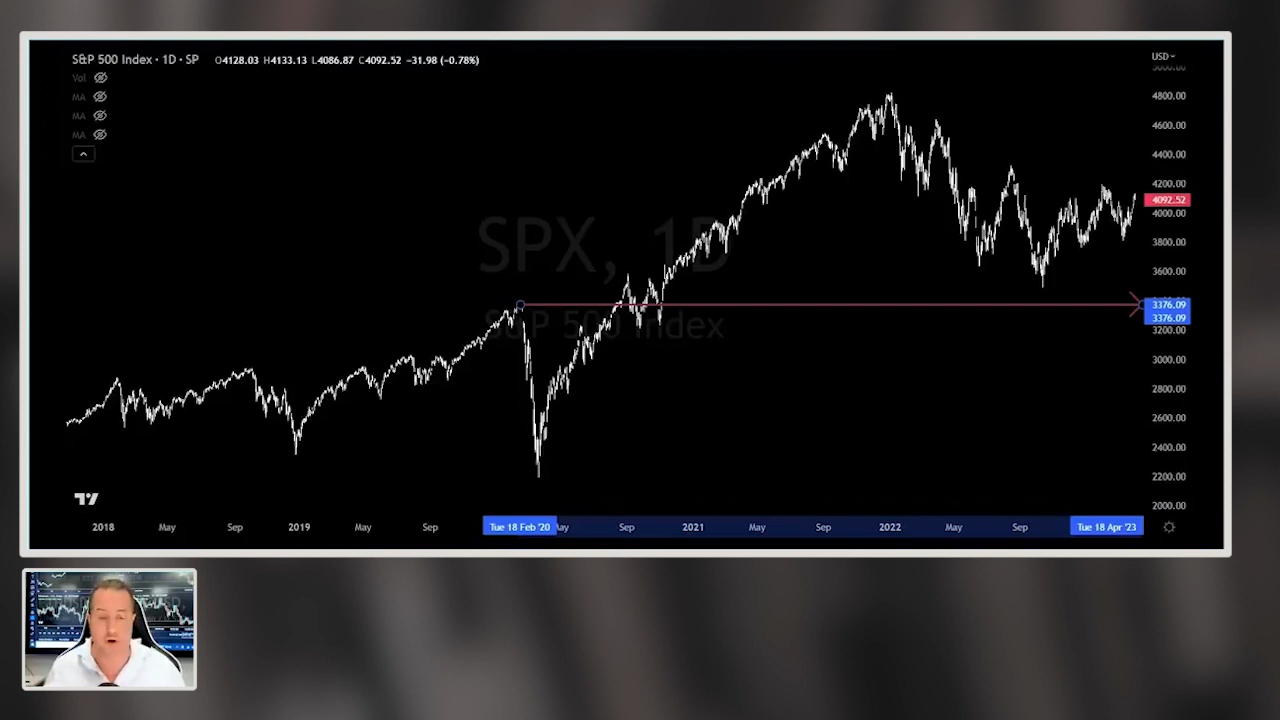 S&P 500 Index · 1D · SP O4128.03 H4133.13 L4086.87 C4092.52 −31.98 (−0.78%)
USD
Vol
MA
MA
MA
SPX, 1D
S&P 500 Index
5000.00
4800.00
4600.00
4400.00
4200.00
4092.52
4000.00
3800.00
3600.00
3376.09
3376.09
3200.00
3000.00
2800.00
2600.00
2400.00
2200.00
2000.00
2018 May Sep 2019 May Sep Tue 18 Feb '20 Sep 2021 May Sep 2022 May Sep Tue 18 Apr '23